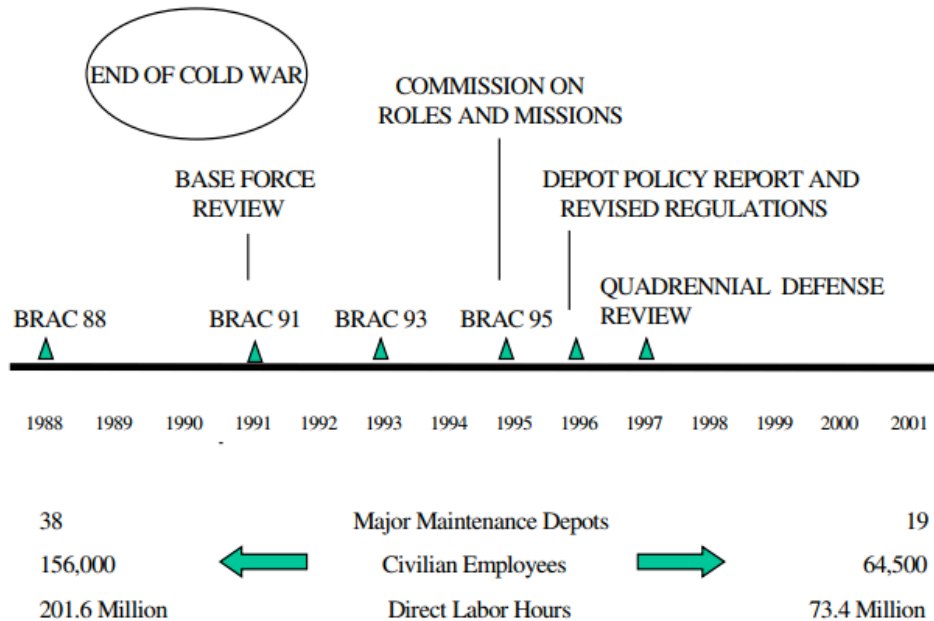 END OF COLD WAR
COMMISSION ON
ROLES AND MISSIONS
BASE FORCE
REVIEW
DEPOT POLICY REPORT AND
REVISED REGULATIONS
QUADRENNIAL DEFENSE
REVIEW
BRAC 88
BRAC 91
BRAC 93
BRAC 95
1988 1989 1990 1991 1992 1993 1994 1995 1996 1997 1998 1999 2000 2001
38 Major Maintenance Depots 19
156,000 Civilian Employees 64,500
201.6 Million Direct Labor Hours 73.4 Million